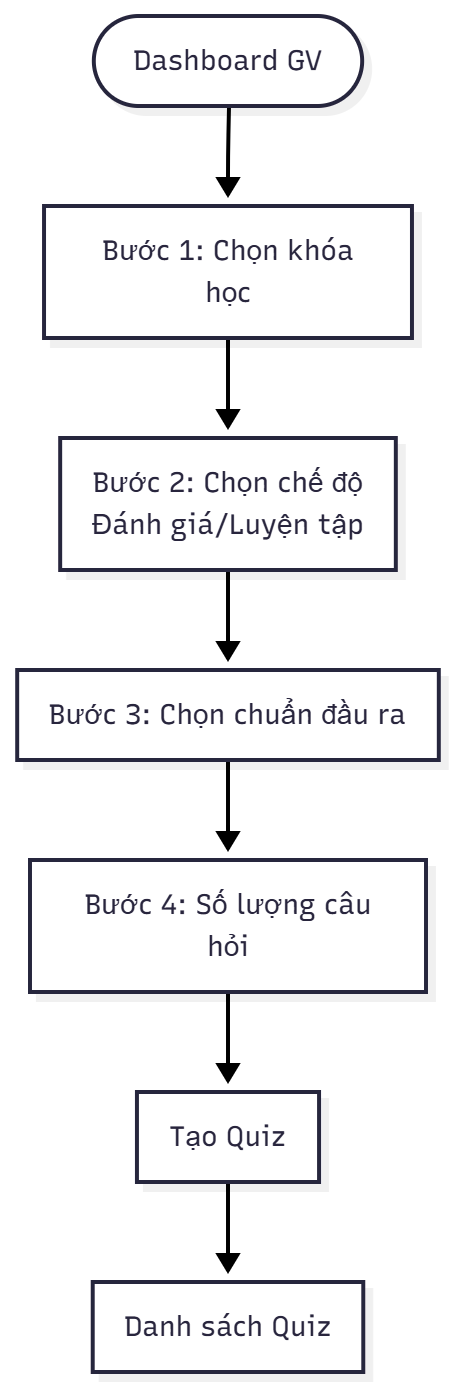 Dashboard GV
Bước 1: Chọn khóa
học
Bước 2: Chọn chế độ
Đánh giá/Luyện tập
Bước 3: Chọn chuẩn đầu ra
Bước 4: Số lượng câu
hỏi
Tạo Quiz
Danh sách Quiz